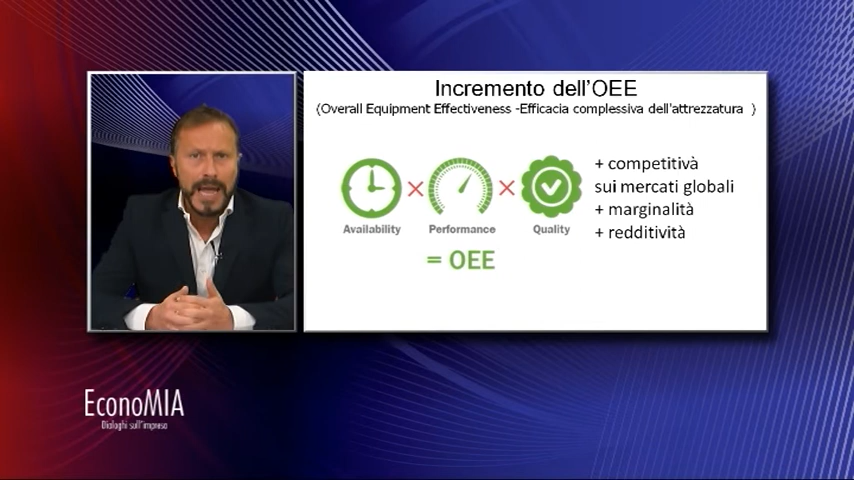 Incremento dell'OEE
(Overall Equipment Effectiveness -Efficacia complessiva dell'attrezzatura )
+ competitivà
sui mercati globali
+ marginalità
+ redditività
Availability
Performance
Quality
= OEE
EconoMIA
Dialoghi sull'impresa